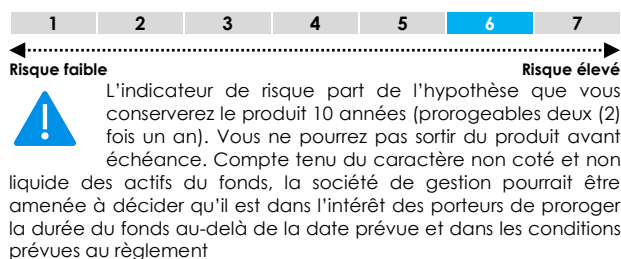 1 2 3 4 5 6 7
Risque faible Risque élevé
L'indicateur de risque part de l'hypothèse que vous
conserverez le produit 10 années (prorogeables deux (2)
fois un an). Vous ne pourrez pas sortir du produit avant
échéance. Compte tenu du caractère non coté et non
liquide des actifs du fonds, la société de gestion pourrait être
amenée à décider qu'il est dans l'intérêt des porteurs de proroger
la durée du fonds au-delà de la date prévue et dans les conditions
prévues au règlement